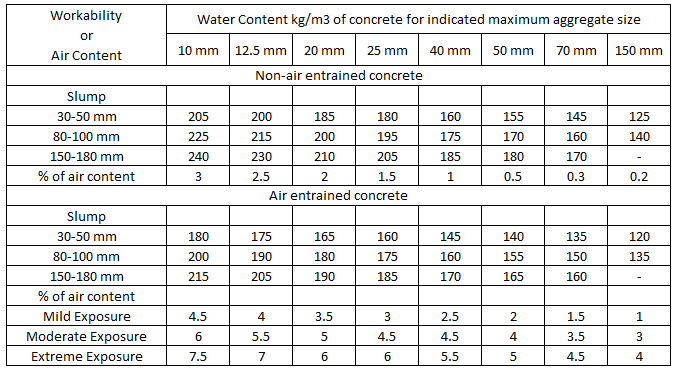 Workability or Air Content Water Content kg/m3 of concrete for indicated maximum aggregate size
10 mm 12.5 mm 20 mm 25 mm 40 mm 50 mm 70 mm 150 mm
Non-air entrained concrete
Slump
30-50 mm 205 200 185 180 160 155 145 125
80-100 mm 225 215 200 195 175 170 160 140
150-180 mm 240 230 210 205 185 180 170 -
% of air content 3 2.5 2 1.5 1 0.5 0.3 0.2
Air entrained concrete
Slump
30-50 mm 180 175 165 160 145 140 135 120
80-100 mm 200 190 180 175 160 155 150 135
150-180 mm 215 205 190 185 170 165 160 -
% of air content
Mild Exposure 4.5 4 3.5 3 2.5 2 1.5 1
Moderate Exposure 6 5.5 5 4.5 4.5 4 3.5 3
Extreme Exposure 7.5 7 6 6 5.5 5 4.5 4